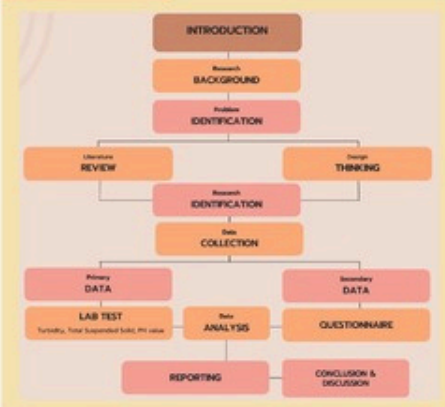 INTRODUCTION
Research
BACKGROUND
Problem
IDENTIFICATION
Literature
REVIEW
Design
THINKING
Research
IDENTIFICATION
Data
COLLECTION
Primary
DATA
Secondary
DATA
LAB TEST
Turbidity, Total Suspended Solid, PH value
Data
ANALYSIS
QUESTIONNAIRE
REPORTING
CONCLUSION &
DISCUSSION